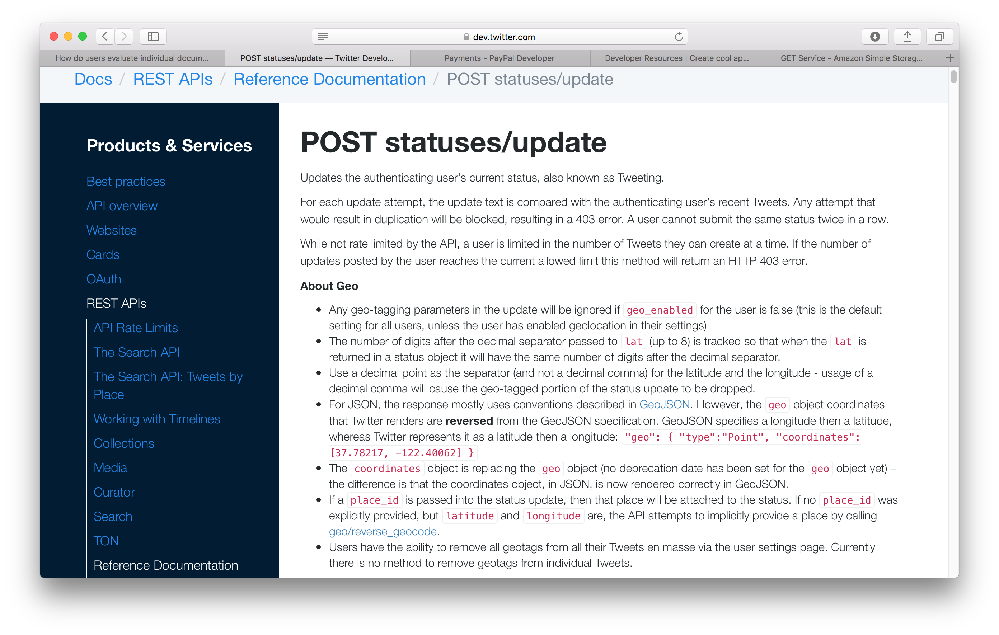 dev.twitter.com
How do users evaluate individual docum...
POST statuses/update — Twitter Develo...
Payments - PayPal Developer
Developer Resources | Create cool ap...
GET Service - Amazon Simple Storag...
Docs / REST APIs / Reference Documentation / POST statuses/update
Products & Services
Best practices
API overview
Websites
Cards
OAuth
REST APIs
API Rate Limits
The Search API
The Search API: Tweets by
Place
Working with Timelines
Collections
Media
Curator
Search
TON
Reference Documentation
POST statuses/update
Updates the authenticating user’s current status, also known as Tweeting.
For each update attempt, the update text is compared with the authenticating user’s recent Tweets. Any attempt that
would result in duplication will be blocked, resulting in a 403 error. A user cannot submit the same status twice in a row.
While not rate limited by the API, a user is limited in the number of Tweets they can create at a time. If the number of
updates posted by the user reaches the current allowed limit this method will return an HTTP 403 error.
About Geo
• Any geo-tagging parameters in the update will be ignored if geo_enabled for the user is false (this is the default
setting for all users, unless the user has enabled geolocation in their settings)
• The number of digits after the decimal separator passed to lat (up to 8) is tracked so that when the lat is
returned in a status object it will have the same number of digits after the decimal separator.
• Use a decimal point as the separator (and not a decimal comma) for the latitude and the longitude - usage of a
decimal comma will cause the geo-tagged portion of the status update to be dropped.
• For JSON, the response mostly uses conventions described in GeoJSON. However, the geo object coordinates
that Twitter renders are reversed from the GeoJSON specification. GeoJSON specifies a longitude then a latitude,
whereas Twitter represents it as a latitude then a longitude: "geo": { "type":"Point", "coordinates":
[37.78217, -122.40062] }
• The coordinates object is replacing the geo object (no deprecation date has been set for the geo object yet) –
the difference is that the coordinates object, in JSON, is now rendered correctly in GeoJSON.
• If a place_id is passed into the status update, then that place will be attached to the status. If no place_id was
explicitly provided, but latitude and longitude are, the API attempts to implicitly provide a place by calling
geo/reverse_geocode.
• Users have the ability to remove all geotags from all their Tweets en masse via the user settings page. Currently
there is no method to remove geotags from individual Tweets.